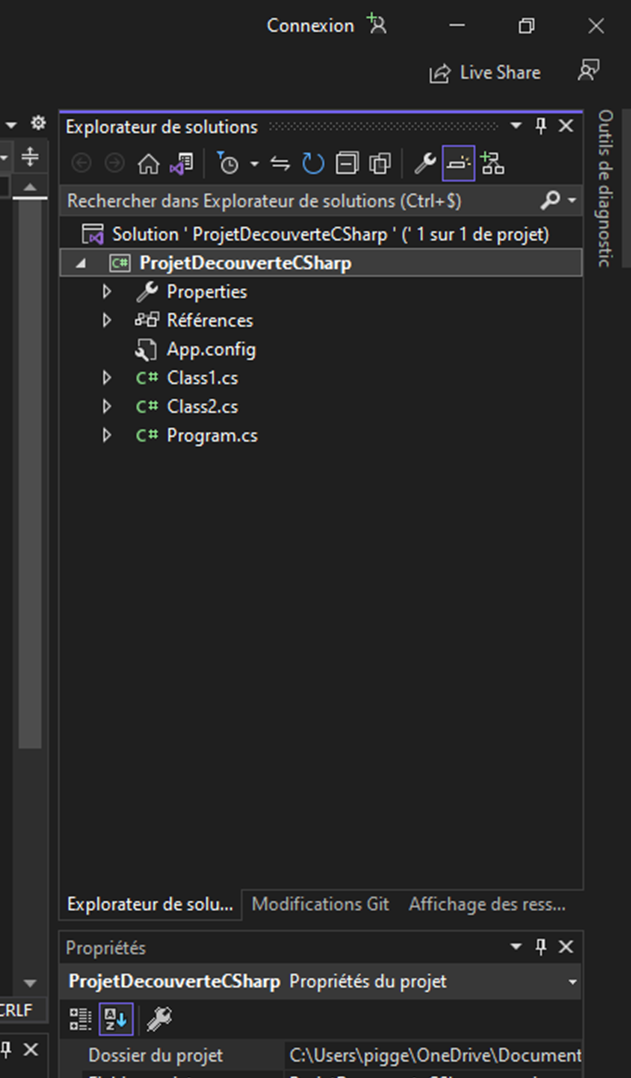 Connexion
Live Share
Explorateur de solutions
Outils de diagnostic
Rechercher dans Explorateur de solutions (Ctrl+$)
Solution ' ProjetDecouverteCSharp ' (' 1 sur 1 de projet)
C# ProjetDecouverteCSharp
Properties
Références
App.config
C# Class1.cs
C# Class2.cs
C# Program.cs
Explorateur de solu... Modifications Git Affichage des ress...
Propriétés
ProjetDecouverteCSharp Propriétés du projet
CRLF
A Z
Dossier du projet C:\Users\pigge\OneDrive\Document